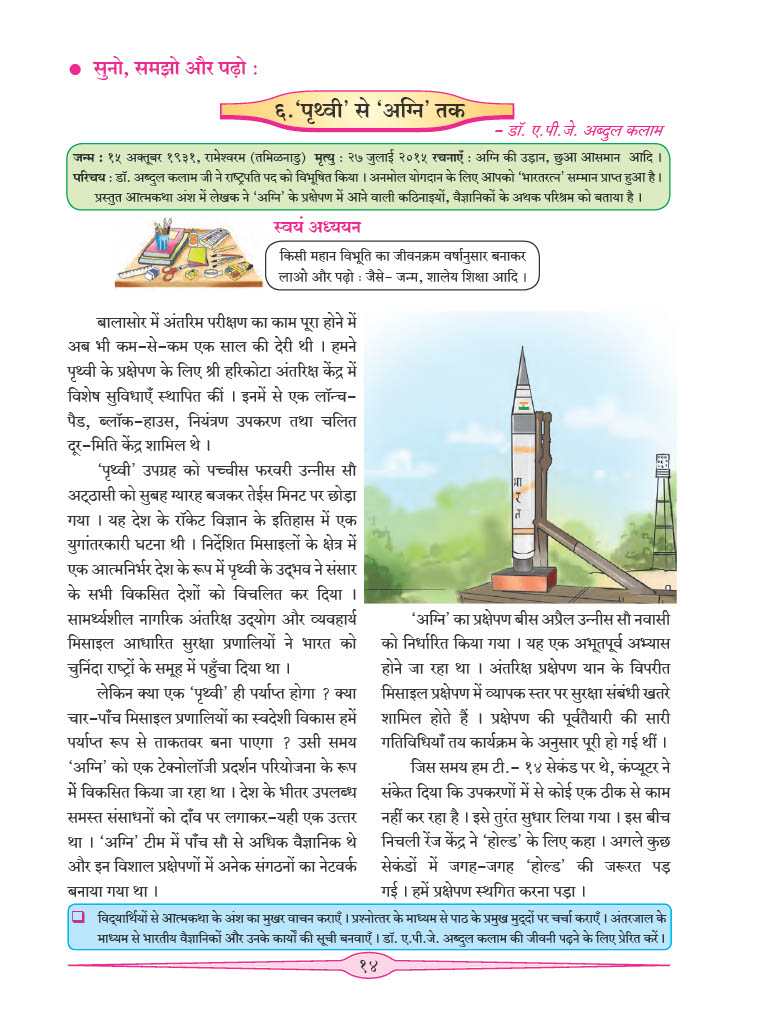 ● सुनो, समझो और पढ़ो :
६. ‘पृथ्वी’ से ‘अग्नि’ तक
– डॉ. ए.पी.जे. अब्दुल कलाम
जन्म : १५ अक्तूबर १९३१, रामेश्वरम (तमिळनाडु) मृत्यु : २७ जुलाई २०१५ रचनाएँ : अग्नि की उड़ान, छुआ आसमान आदि ।
परिचय : डॉ. अब्दुल कलाम जी ने राष्ट्रपति पद को विभूषित किया । अनमोल योगदान के लिए आपको ‘भारतरत्न’ सम्मान प्राप्त हुआ है ।
प्रस्तुत आत्मकथा अंश में लेखक ने ‘अग्नि’ के प्रक्षेपण में आने वाली कठिनाइयों, वैज्ञानिकों के अथक परिश्रम को बताया है ।
स्वयं अध्ययन
किसी महान विभूति का जीवनक्रम वर्षानुसार बनाकर
लाओ और पढ़ो : जैसे- जन्म, शालेय शिक्षा आदि ।
बालासोर में अंतरिम परीक्षण का काम पूरा होने में
अब भी कम-से-कम एक साल की देरी थी । हमने
पृथ्वी के प्रक्षेपण के लिए श्री हरिकोटा अंतरिक्ष केंद्र में
विशेष सुविधाएँ स्थापित कीं । इनमें से एक लॉन्च-
पैड, ब्लॉक-हाउस, नियंत्रण उपकरण तथा चलित
दूर-मिति केंद्र शामिल थे ।
‘पृथ्वी’ उपग्रह को पच्चीस फरवरी उन्नीस सौ
अट्ठासी को सुबह ग्यारह बजकर तेईस मिनट पर छोड़ा
गया । यह देश के रॉकेट विज्ञान के इतिहास में एक
युगांतरकारी घटना थी । निर्देशित मिसाइलों के क्षेत्र में
एक आत्मनिर्भर देश के रूप में पृथ्वी के उद्भव ने संसार
के सभी विकसित देशों को विचलित कर दिया ।
सामर्थ्यशील नागरिक अंतरिक्ष उद्योग और व्यवहार्य
मिसाइल आधारित सुरक्षा प्रणालियों ने भारत को
चुनिंदा राष्ट्रों के समूह में पहुँचा दिया था ।
लेकिन क्या एक ‘पृथ्वी’ ही पर्याप्त होगा ? क्या
चार-पाँच मिसाइल प्रणालियों का स्वदेशी विकास हमें
पर्याप्त रूप से ताकतवर बना पाएगा ? उसी समय
‘अग्नि’ को एक टेक्नोलॉजी प्रदर्शन परियोजना के रूप
में विकसित किया जा रहा था । देश के भीतर उपलब्ध
समस्त संसाधनों को दाँव पर लगाकर-यही एक उत्तर
था । ‘अग्नि’ टीम में पाँच सौ से अधिक वैज्ञानिक थे
और इन विशाल प्रक्षेपणों में अनेक संगठनों का नेटवर्क
बनाया गया था ।
भारत
‘अग्नि’ का प्रक्षेपण बीस अप्रैल उन्नीस सौ नवासी
को निर्धारित किया गया । यह एक अभूतपूर्व अभ्यास
होने जा रहा था । अंतरिक्ष प्रक्षेपण यान के विपरीत
मिसाइल प्रक्षेपण में व्यापक स्तर पर सुरक्षा संबंधी खतरे
शामिल होते हैं । प्रक्षेपण की पूर्वतैयारी की सारी
गतिविधियाँ तय कार्यक्रम के अनुसार पूरी हो गई थीं ।
जिस समय हम टी.- १४ सेकंड पर थे, कंप्यूटर ने
संकेत दिया कि उपकरणों में से कोई एक ठीक से काम
नहीं कर रहा है । इसे तुरंत सुधार लिया गया । इस बीच
निचली रेंज केंद्र ने ‘होल्ड’ के लिए कहा । अगले कुछ
सेकंडों में जगह-जगह ‘होल्ड’ की जरूरत पड़
गई । हमें प्रक्षेपण स्थगित करना पड़ा ।
❑ विद्यार्थियों से आत्मकथा के अंश का मुखर वाचन कराएँ । प्रश्नोत्तर के माध्यम से पाठ के प्रमुख मुद्दों पर चर्चा कराएँ । अंतरजाल के
माध्यम से भारतीय वैज्ञानिकों और उनके कार्यों की सूची बनवाएँ । डॉ. ए.पी.जे. अब्दुल कलाम की जीवनी पढ़ने के लिए प्रेरित करें ।
१४